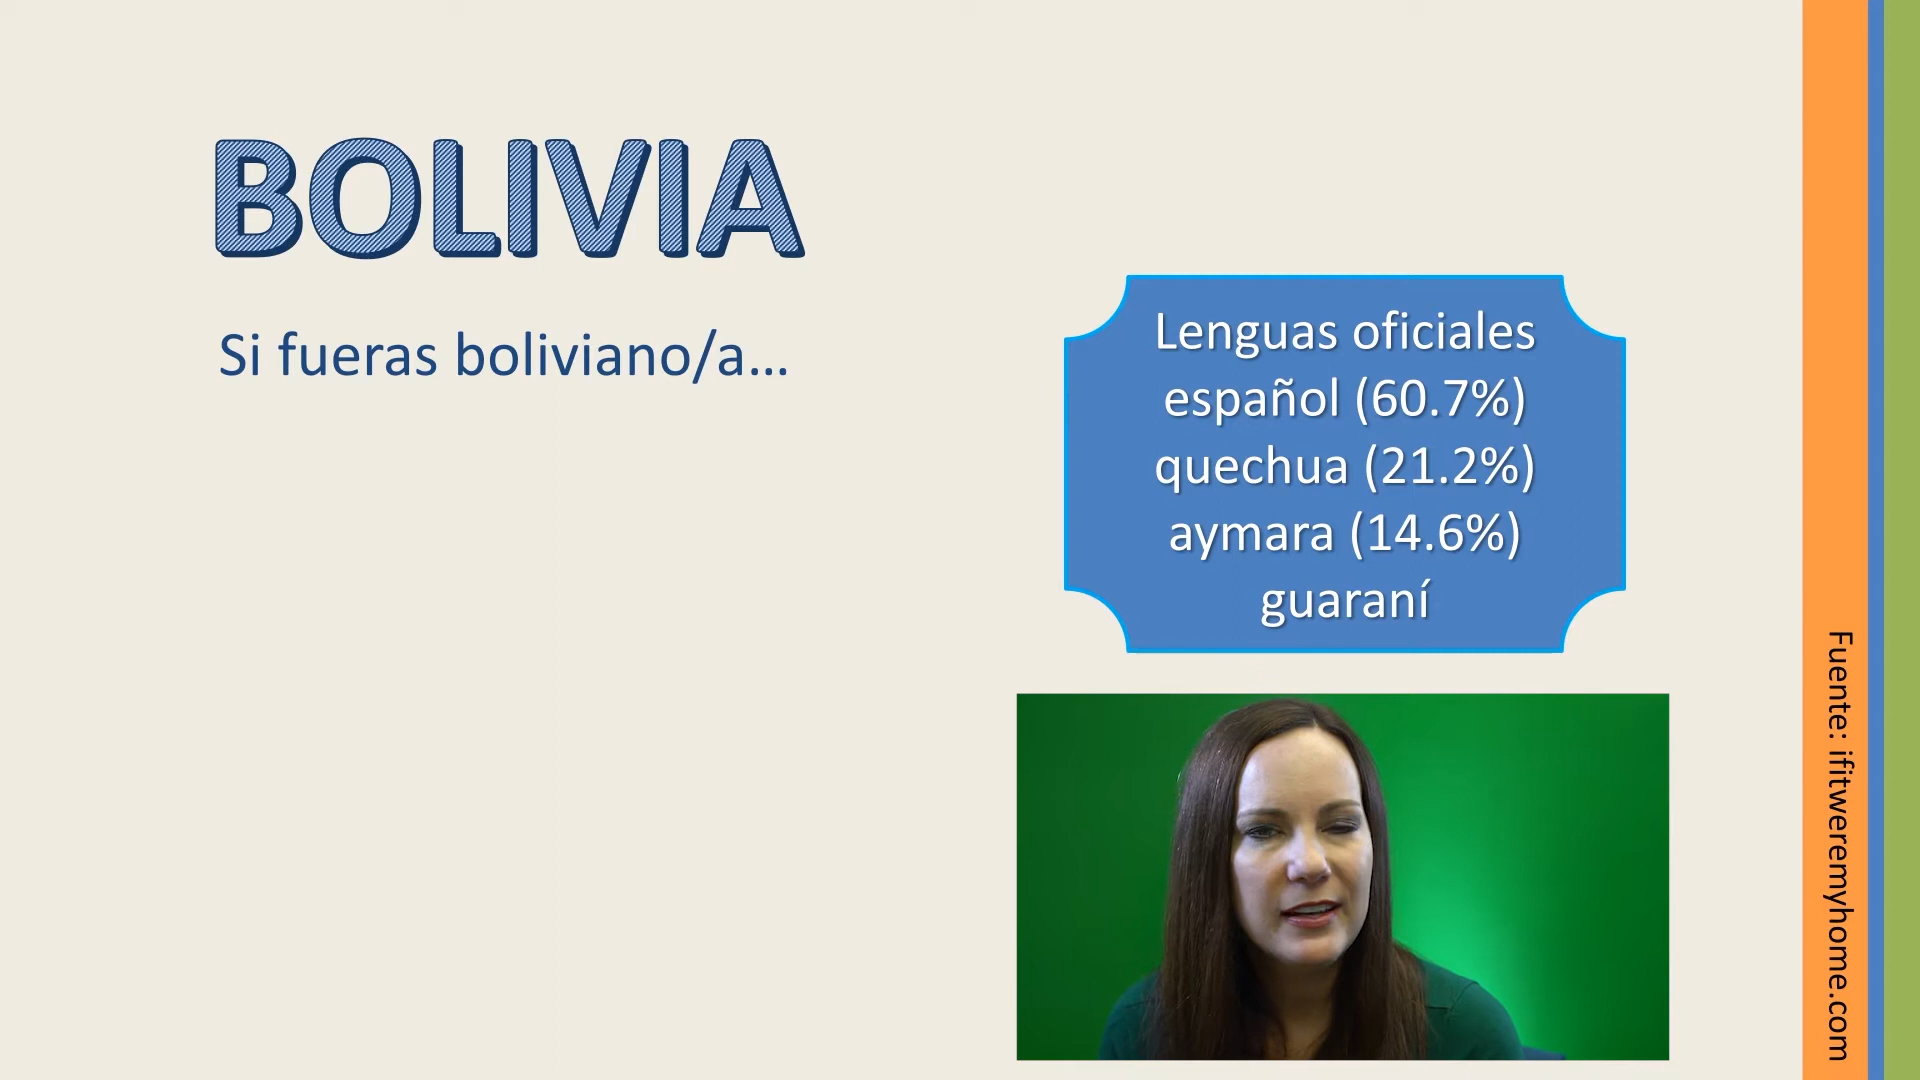 BOLIVIA
Si fueras boliviano/a...
Lenguas oficiales
español (60.7%)
quechua (21.2%)
aymara (14.6%)
guaraní
Fuente: ifitweremyhome.com